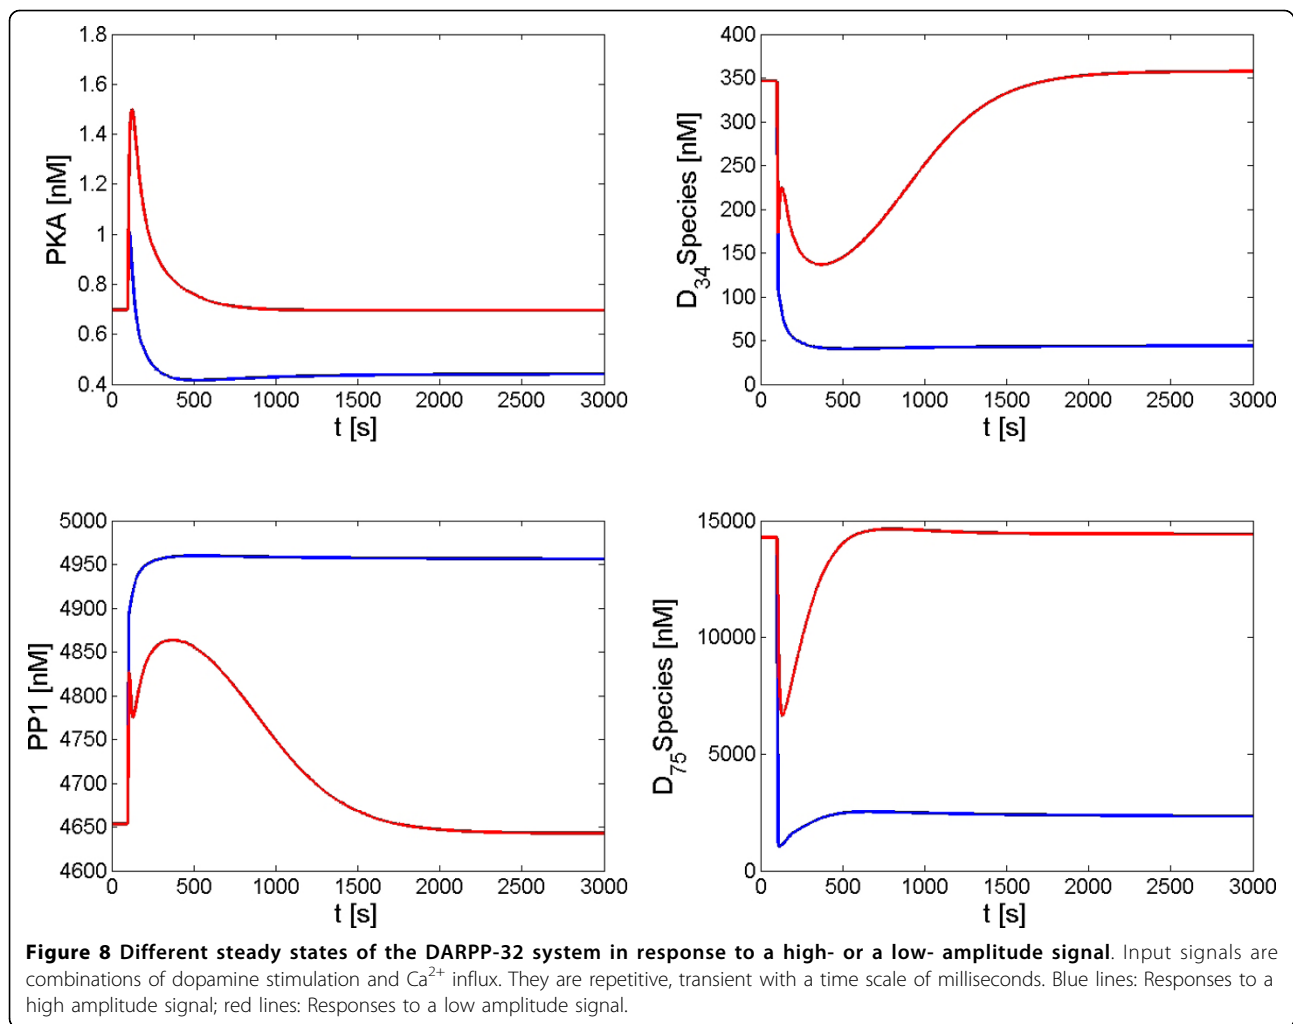 PKA [nM]
1.8
1.6
1.4
1.2
1
0.8
0.6
0.4
0 500 1000 1500 2000 2500 3000
t [s]
D34Species [nM]
400
350
300
250
200
150
100
50
0
0 500 1000 1500 2000 2500 3000
t [s]
PP1 [nM]
5000
4950
4900
4850
4800
4750
4700
4650
4600
0 500 1000 1500 2000 2500 3000
t [s]
D75Species [nM]
15000
10000
5000
0
0 500 1000 1500 2000 2500 3000
t [s]
Figure 8 Different steady states of the DARPP-32 system in response to a high- or a low- amplitude signal. Input signals are
combinations of dopamine stimulation and Ca2+ influx. They are repetitive, transient with a time scale of milliseconds. Blue lines: Responses to a
high amplitude signal; red lines: Responses to a low amplitude signal.